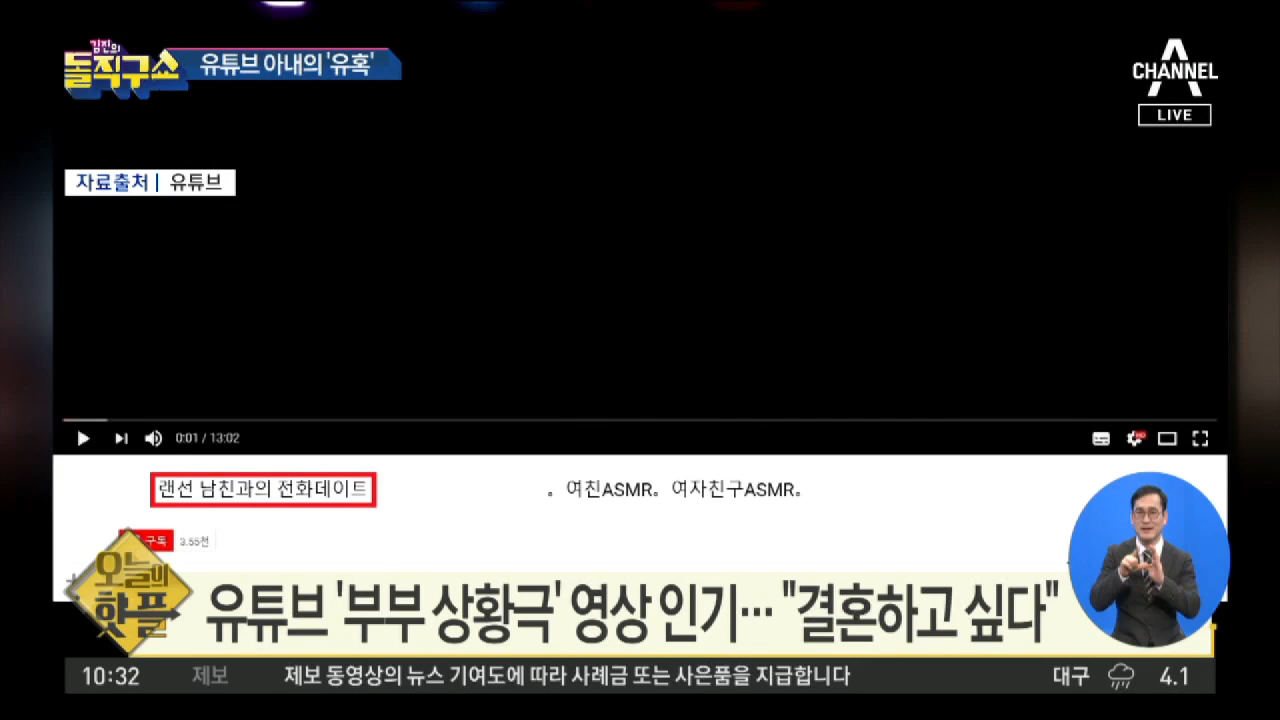 김진의
돌직구쇼
유튜브 아내의 '유혹'
CHANNEL A
LIVE
자료출처 | 유튜브
0:01 / 13:02
HD
랜선 남친과의 전화데이트
。여친ASMR。여자친구ASMR。
구독 3.55천
오늘의
핫플
유튜브 '부부 상황극' 영상 인기… "결혼하고 싶다"
10:32 제보 제보 동영상의 뉴스 기여도에 따라 사례금 또는 사은품을 지급합니다 대구 4.1